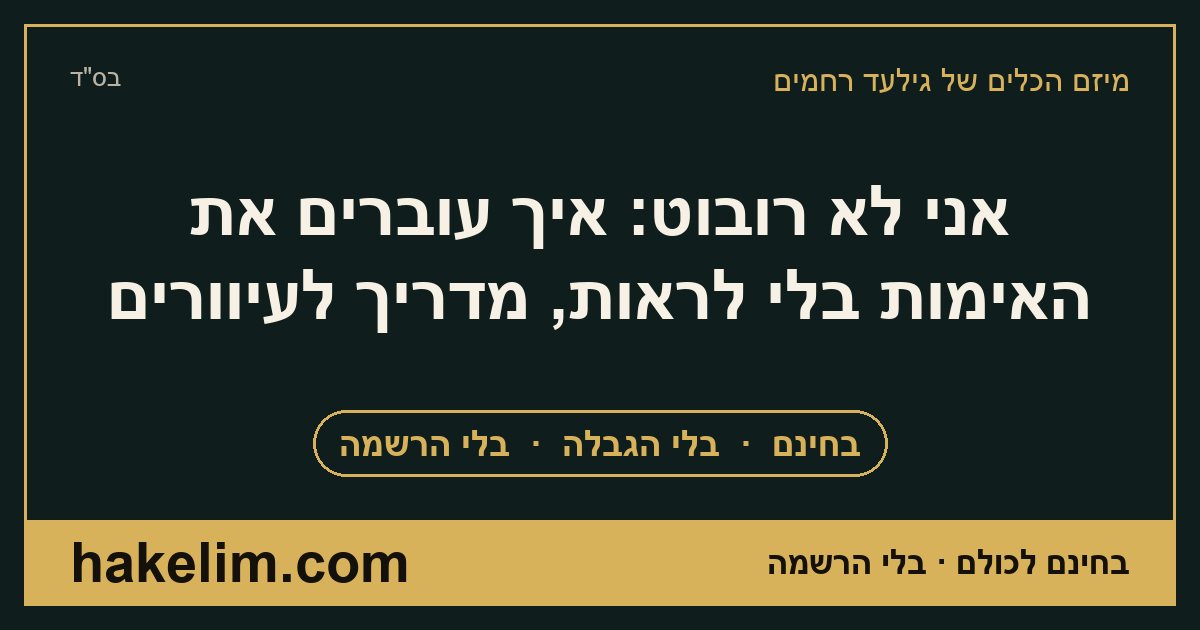 מיזם הכלים של גילעד רחמים
בס"ד
אני לא רובוט: איך עוברים את
האימות בלי לראות, מדריך לעיוורים
בחינם · בלי הגבלה · בלי הרשמה
בחינם לכולם · בלי הרשמה
hakelim.com